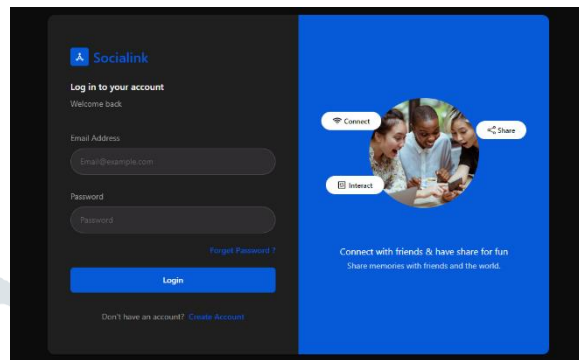 Socialink
Log in to your account
Welcome back
Email Address
Email@example.com
Password
Password
Forget Password ?
Login
Don't have an account? Create Account
Connect
Share
Interact
Connect with friends & have share for fun
Share memories with friends and the world.